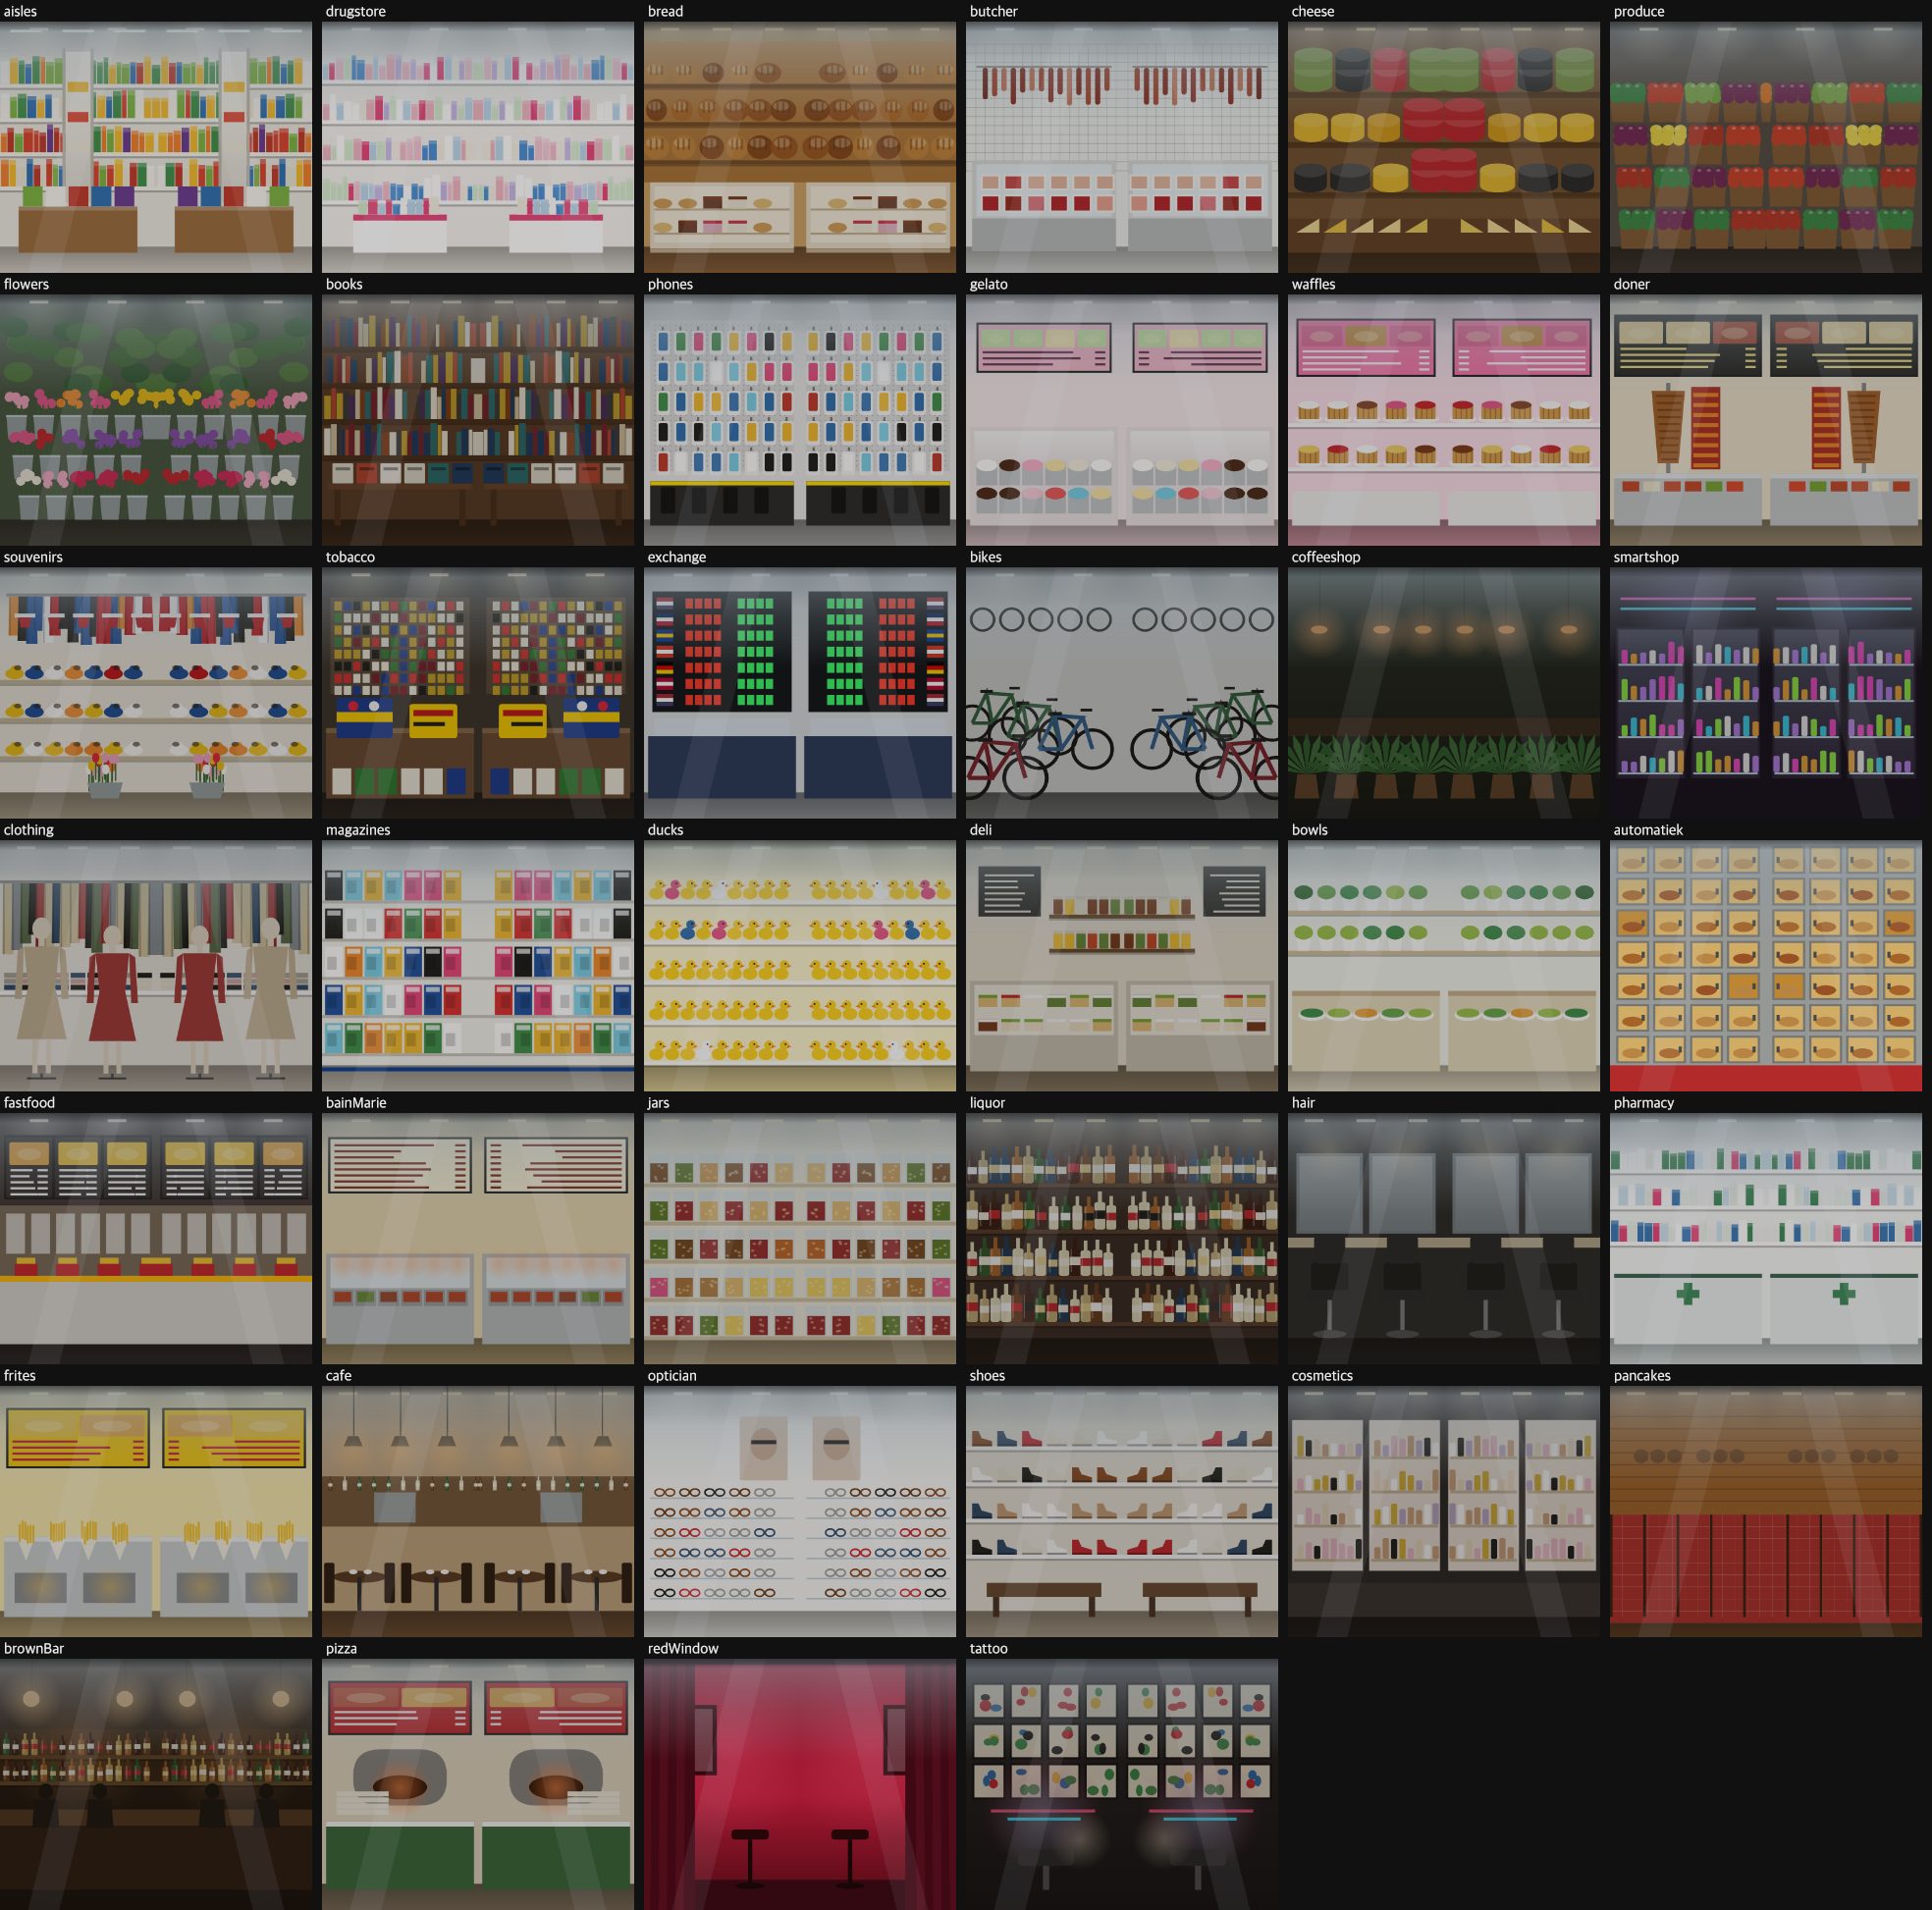 aisles drugstore bread butcher cheese produce
flowers books phones gelato waffles doner
souvenirs tobacco exchange bikes coffeeshop smartshop
clothing magazines ducks deli bowls automatiek
fastfood bainMarie jars liquor hair pharmacy
frites cafe optician shoes cosmetics pancakes
brownBar pizza redWindow tattoo